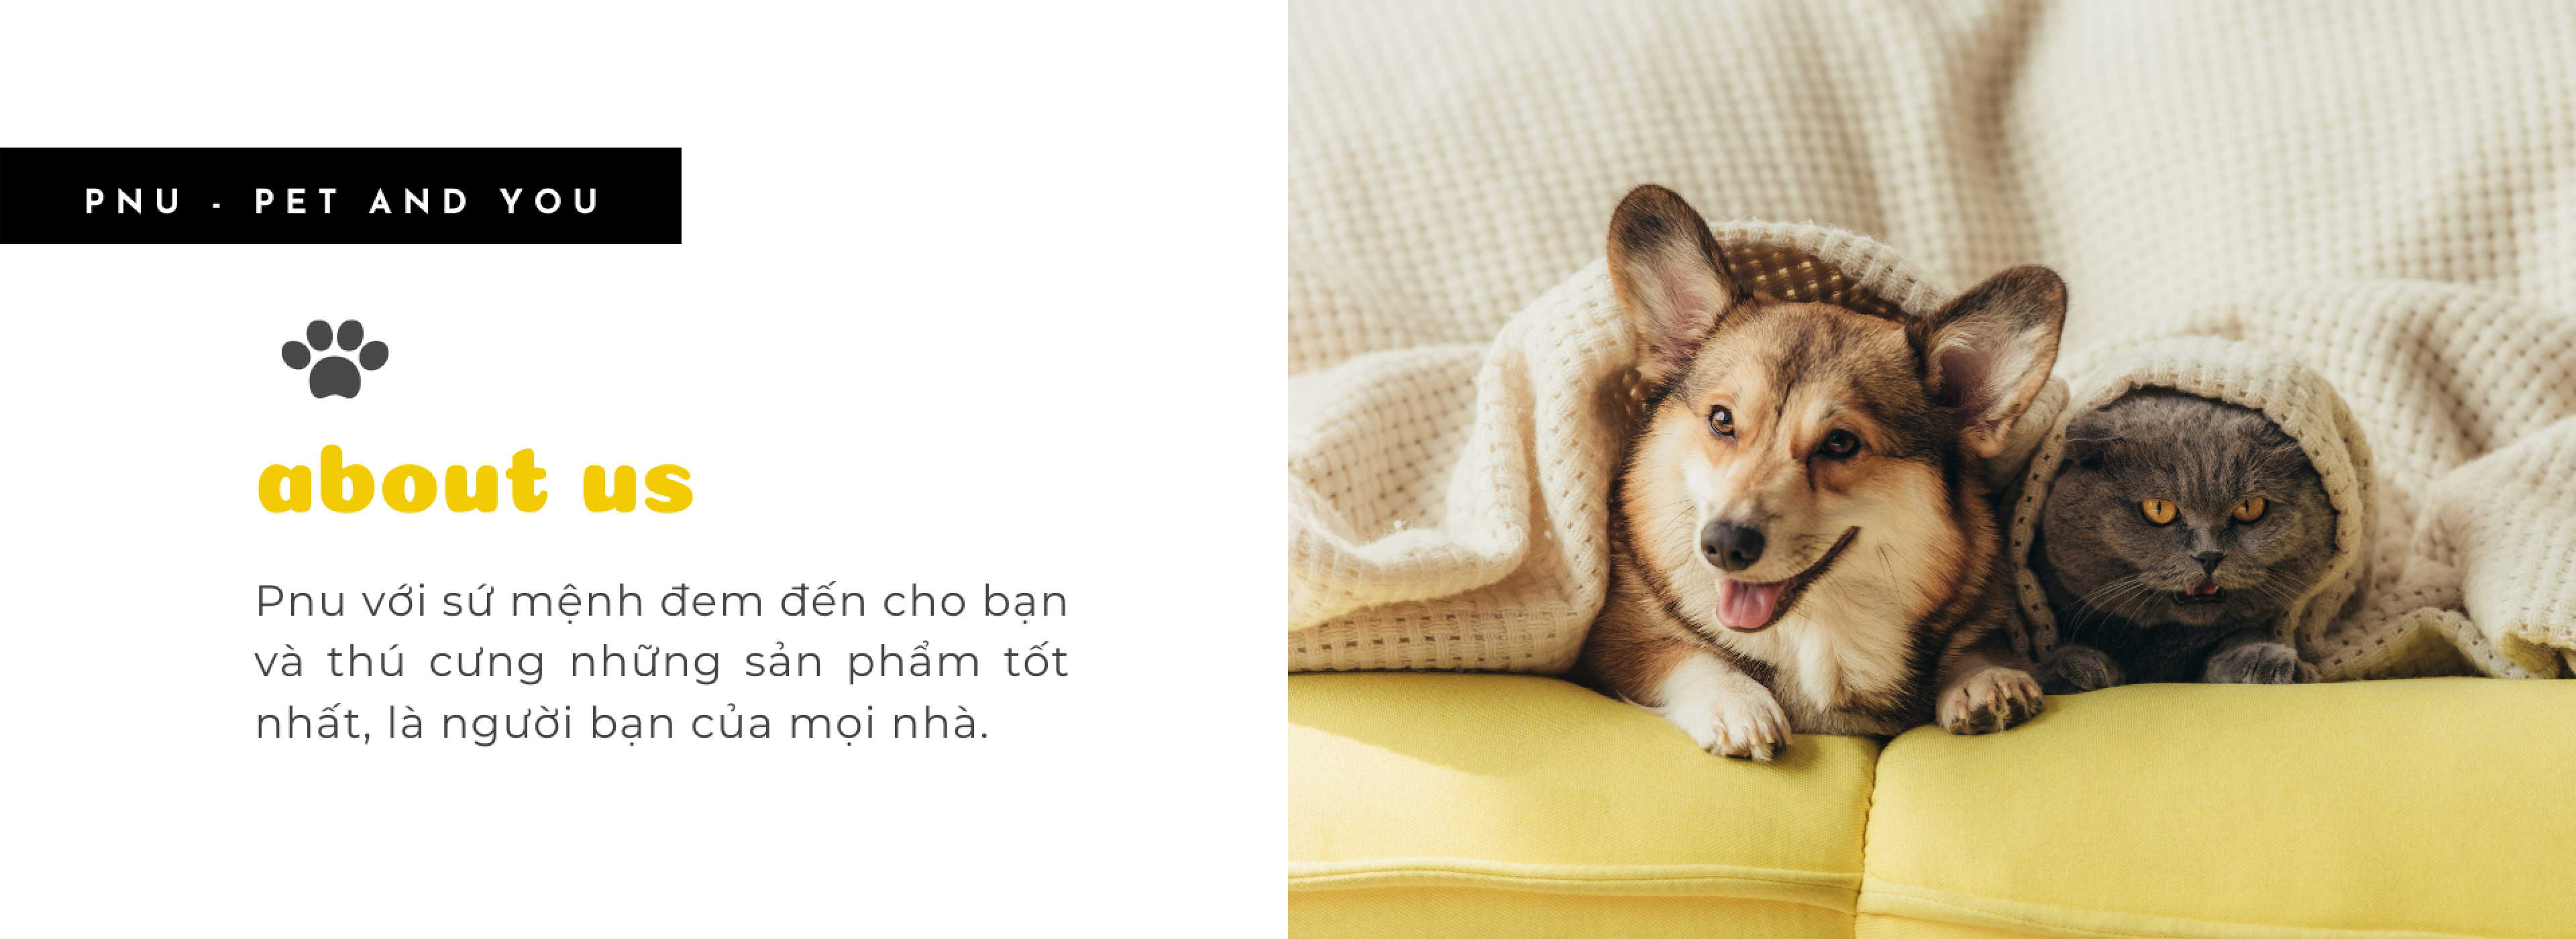 PNU - PET AND YOU
about us
Pnu với sứ mệnh đem đến cho bạn
và thú cưng những sản phẩm tốt
nhất, là người bạn của mọi nhà.